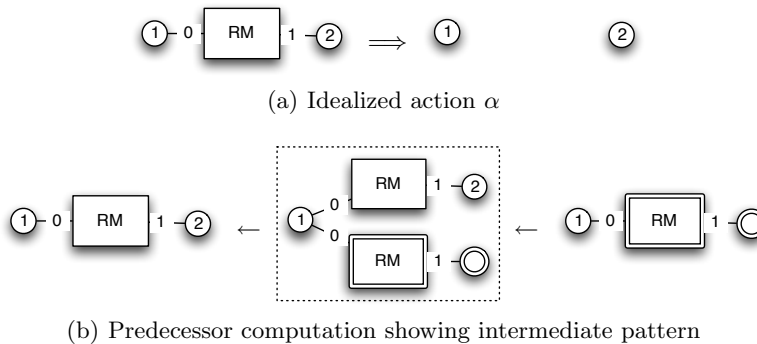 1 0 RM 1 2 ⟹ 1 2
(a) Idealized action α
0 RM 1 2
1 0 RM 1 2 ← 1 ← 1 0 RM 1
0 RM 1
(b) Predecessor computation showing intermediate pattern